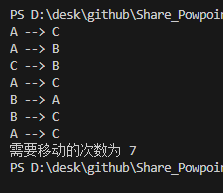 PS D:\desk\github\Share_Powpoin
A --> C
A --> B
C --> B
A --> C
B --> A
B --> C
A --> C
需要移动的次数为 7
PS D:\desk\github\Share_Powpoin